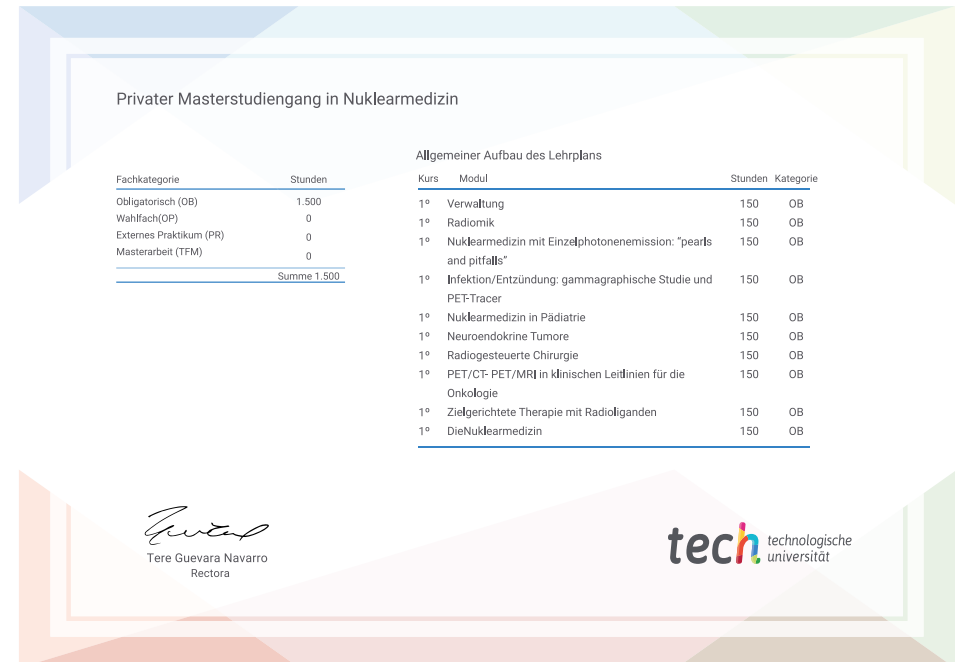 Privater Masterstudiengang in Nuklearmedizin
Fachkategorie Stunden
Obligatorisch (OB) 1.500
Wahlfach(OP) 0
Externes Praktikum (PR) 0
Masterarbeit (TFM) 0
Summe 1.500
Allgemeiner Aufbau des Lehrplans
Kurs Modul Stunden Kategorie
1º Verwaltung 150 OB
1º Radiomik 150 OB
1º Nuklearmedizin mit Einzelphotonenemission: “pearls 150 OB
and pitfalls”
1º Infektion/Entzündung: gammagraphische Studie und 150 OB
PET-Tracer
1º Nuklearmedizin in Pädiatrie 150 OB
1º Neuroendokrine Tumore 150 OB
1º Radiogesteuerte Chirurgie 150 OB
1º PET/CT- PET/MRI in klinischen Leitlinien für die 150 OB
Onkologie
1º Zielgerichtete Therapie mit Radioliganden 150 OB
1º DieNuklearmedizin 150 OB
Tere Guevara Navarro
Rectora
tech technologische
universität